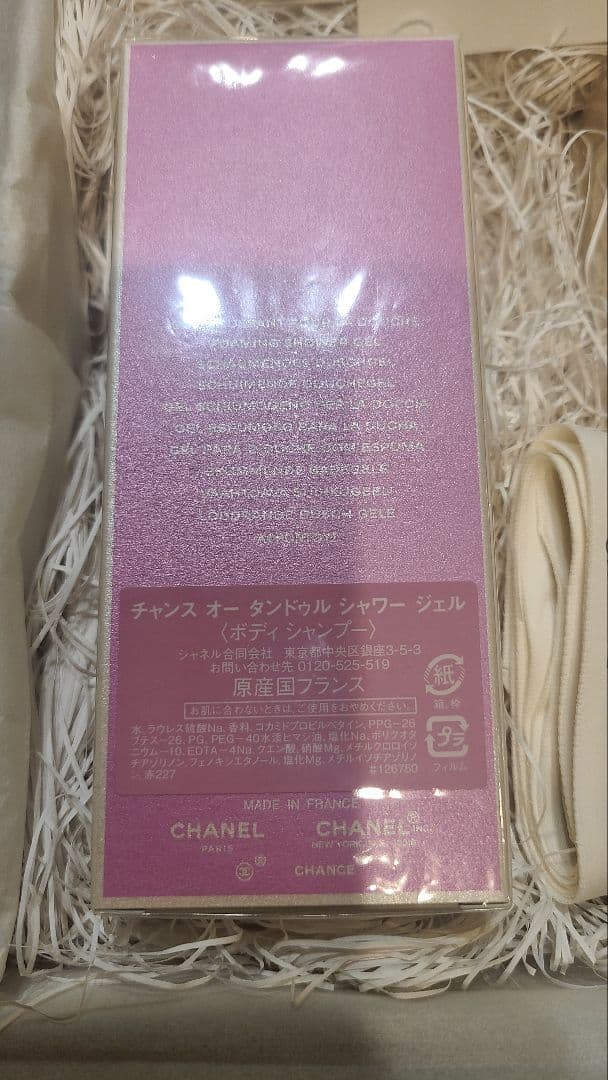 FOAMING SHOWER GEL
GEL ESPUMOSO PARA LA DUCHA
チャンス オー タンドゥル シャワー ジェル
〈ボディシャンプー〉
シャネル合同会社 東京都中央区銀座3-5-3
お問い合わせ先 0120-525-519
原産国フランス
お肌に合わないときは、ご使用をおやめください。
水, ラウレス硫酸Na, 香料, コカミドプロピルベタイン, PPG-26
ブテス-26, PG, PEG-40水添ヒマシ油, 塩化Na, ポリクオタ
ニウム-10, EDTA-4Na, クエン酸, 硝酸Mg, メチルクロロイソ
チアゾリノン, フェノキシエタノール, 塩化Mg, メチルイソチアゾリノ
ン, 赤227
#126750
紙
箱, 枠
プラ
フィルム
MADE IN FRANCE
CHANEL
PARIS
CHANEL®
INC.
NEW YORK
CHANCE